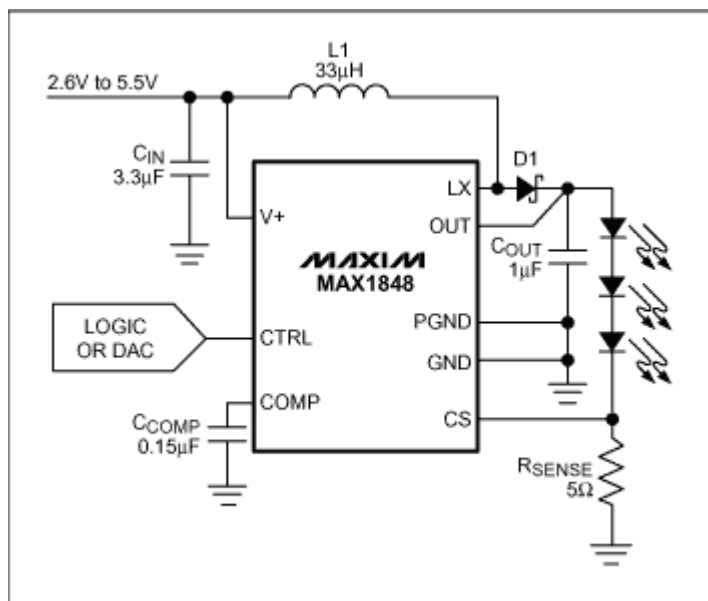 L1
33μH
2.6V to 5.5V
CIN
3.3μF
D1
LX
V+
OUT
COUT
1μF
MAXIM
MAX1848
PGND
LOGIC
OR DAC
CTRL
GND
COMP
CCOMP
0.15μF
CS
RSENSE
5Ω